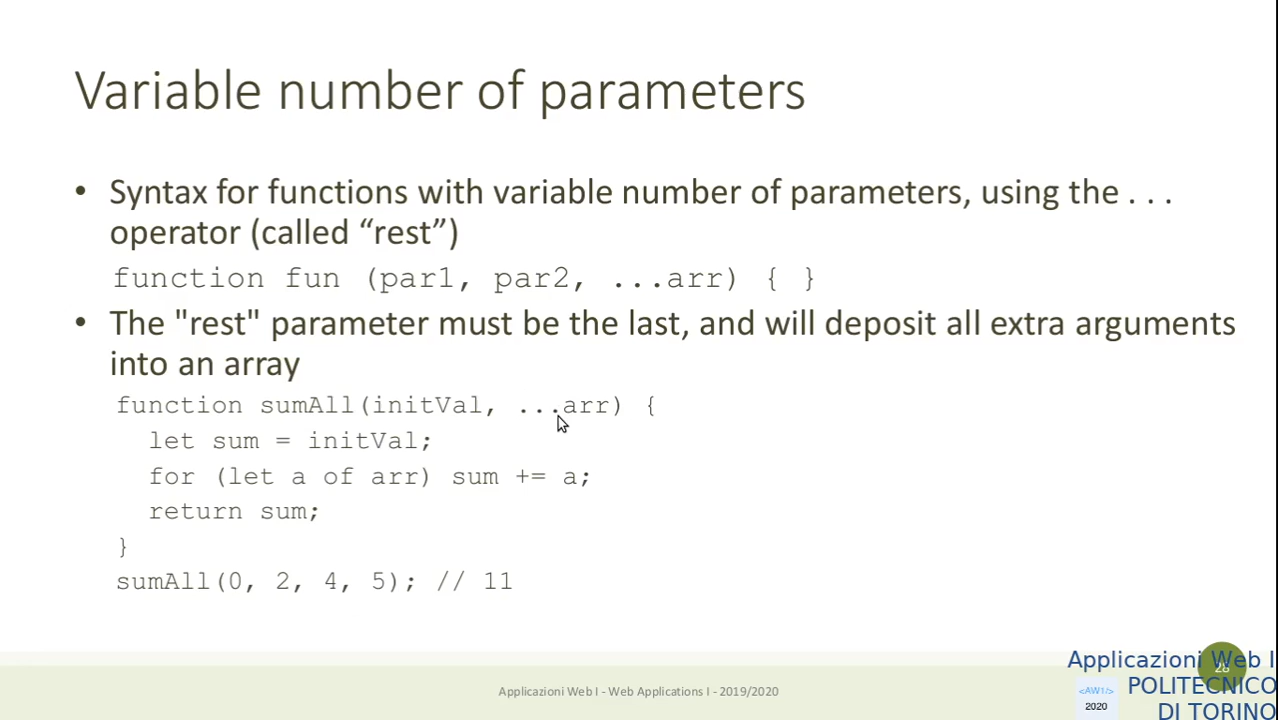 Variable number of parameters
• Syntax for functions with variable number of parameters, using the ...
operator (called “rest”)
function fun (par1, par2, ...arr) { }
• The "rest" parameter must be the last, and will deposit all extra arguments
into an array
function sumAll(initVal, ...arr) {
let sum = initVal;
for (let a of arr) sum += a;
return sum;
}
sumAll(0, 2, 4, 5); // 11
Applicazioni Web I - Web Applications I - 2019/2020
Applicazioni Web I
POLITECNICO
DI TORINO
<AW1/>
2020